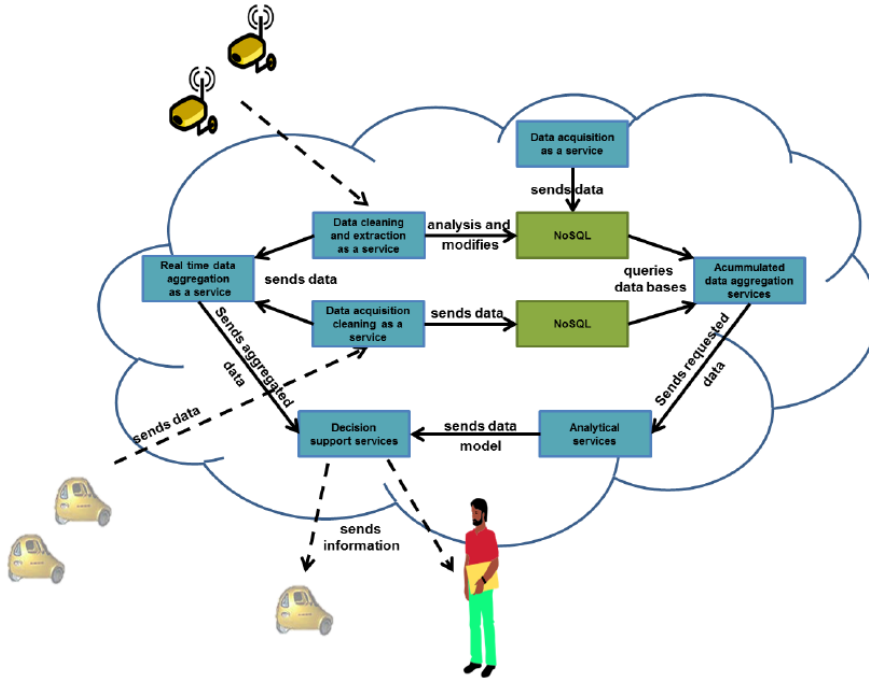 Data acquisition
as a service
sends data
Data cleaning
and extraction
as a service
analysis and
modifies
NoSQL
Real time data
aggregation
as a service
sends data
queries
data bases
Acummulated
data aggregation
services
Data acquisition
cleaning as a
service
sends data
NoSQL
Sends aggregated
data
Sends requested
data
sends data
Decision
support services
sends data
model
Analytical
services
sends
information